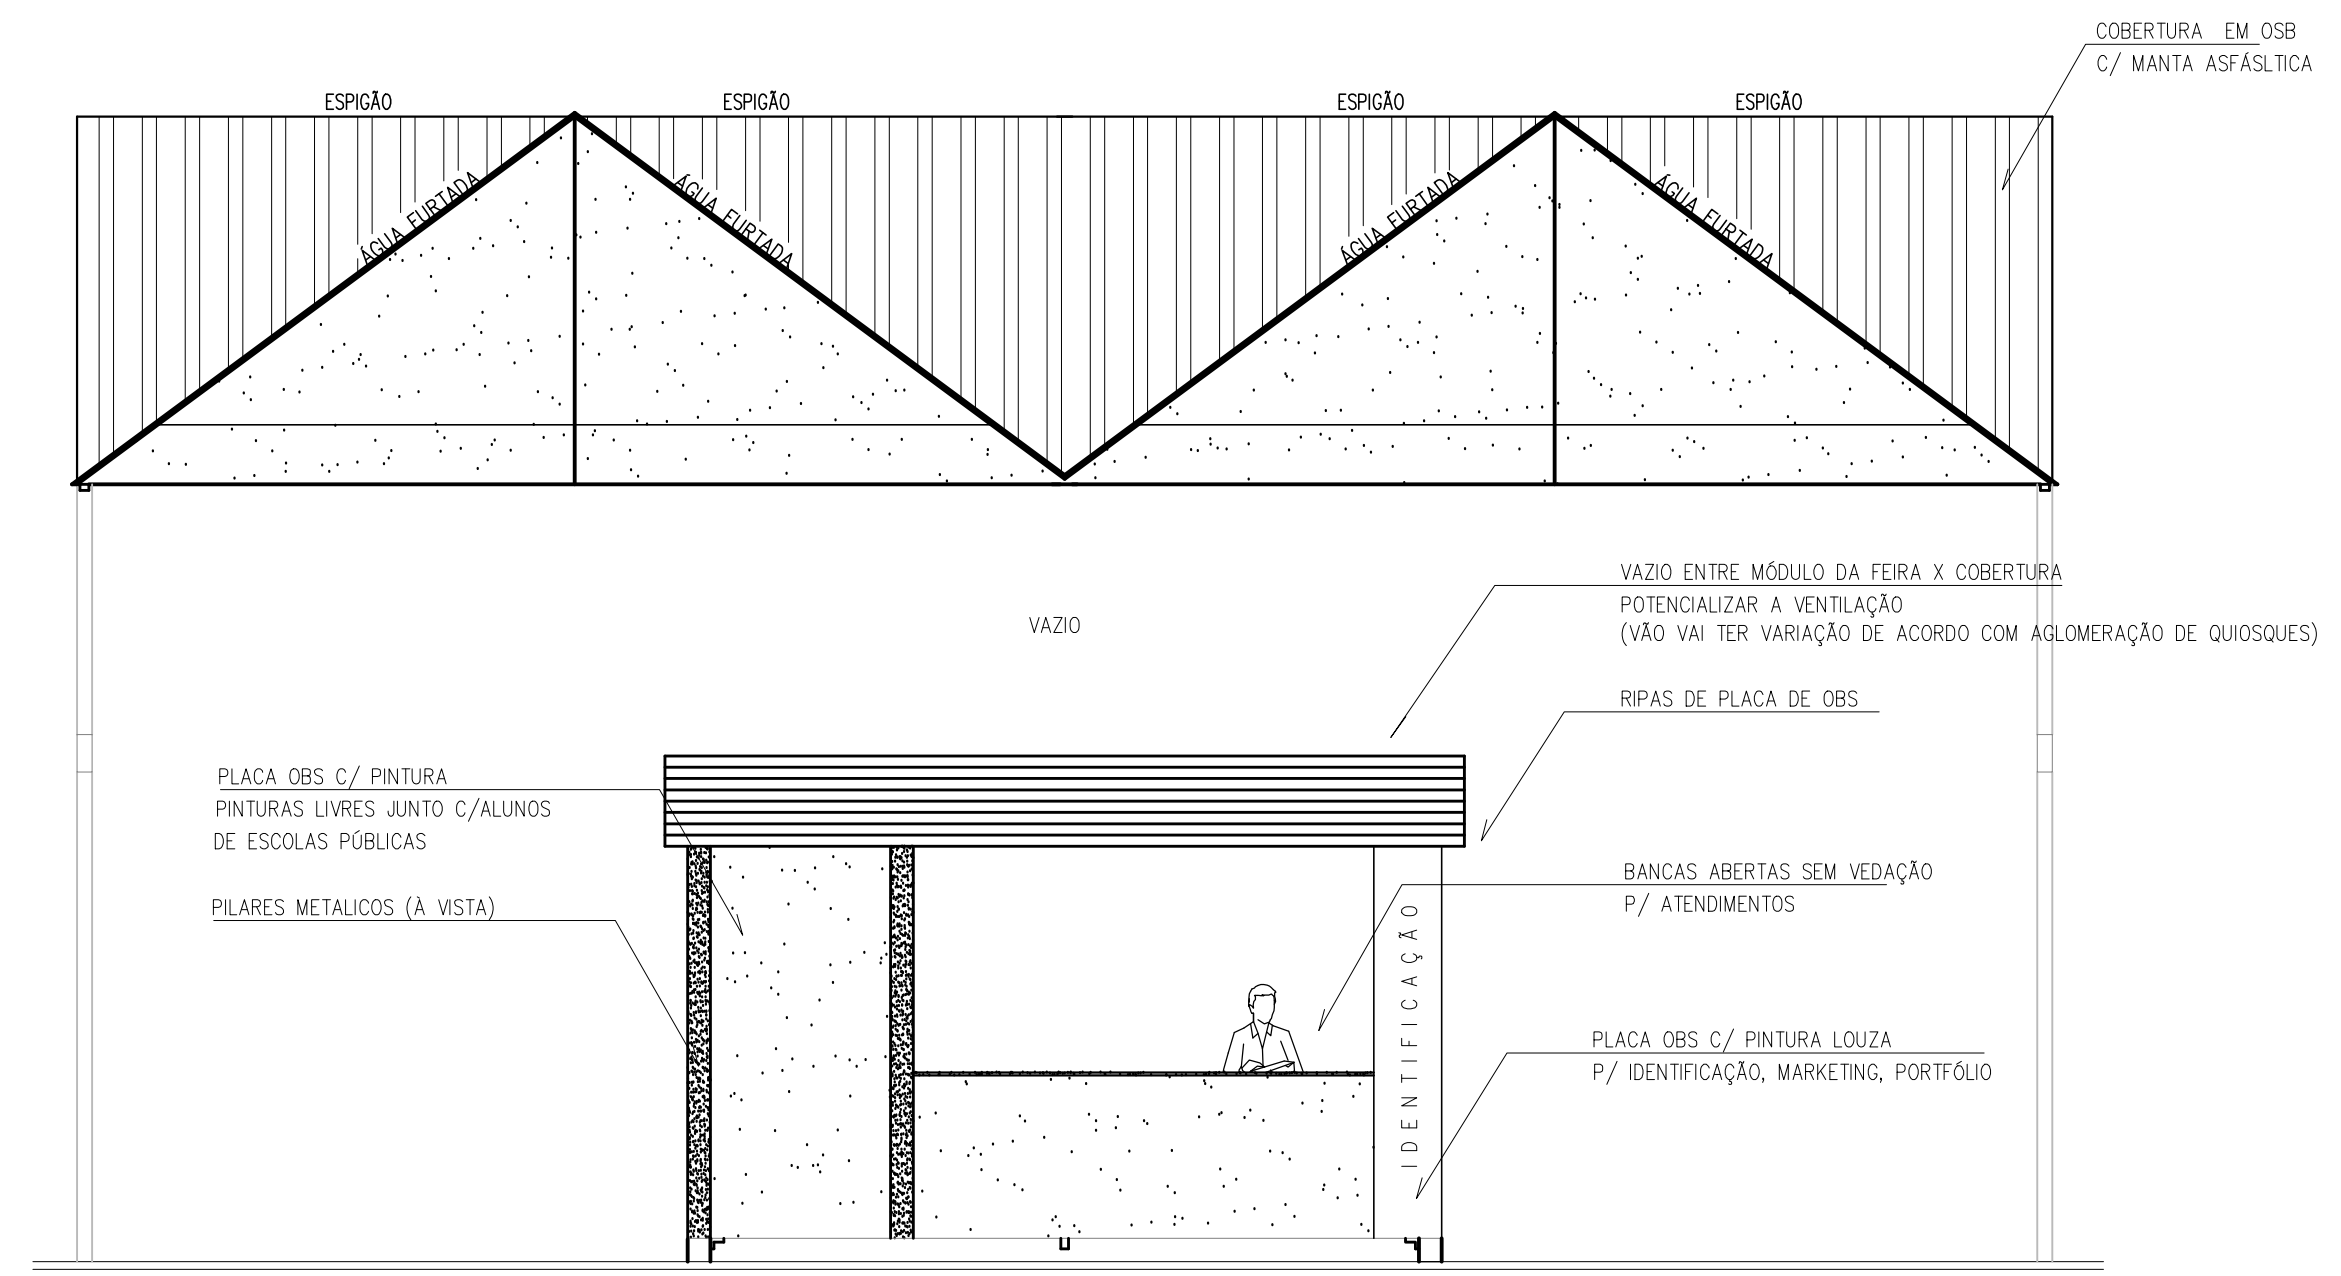 COBERTURA EM OSB
C/ MANTA ASFÁSLTICA
ESPIGÃO
ESPIGÃO
ESPIGÃO
ESPIGÃO
ÁGUA FURTADA
ÁGUA FURTADA
ÁGUA FURTADA
ÁGUA FURTADA
VAZIO ENTRE MÓDULO DA FEIRA X COBERTURA
POTENCIALIZAR A VENTILAÇÃO
(VÃO VAI TER VARIAÇÃO DE ACORDO COM AGLOMERAÇÃO DE QUIOSQUES)
VAZIO
RIPAS DE PLACA DE OBS
PLACA OBS C/ PINTURA
PINTURAS LIVRES JUNTO C/ALUNOS
DE ESCOLAS PÚBLICAS
PILARES METALICOS (À VISTA)
BANCAS ABERTAS SEM VEDAÇÃO
P/ ATENDIMENTOS
IDENTIFICAÇÃO
PLACA OBS C/ PINTURA LOUZA
P/ IDENTIFICAÇÃO, MARKETING, PORTFÓLIO